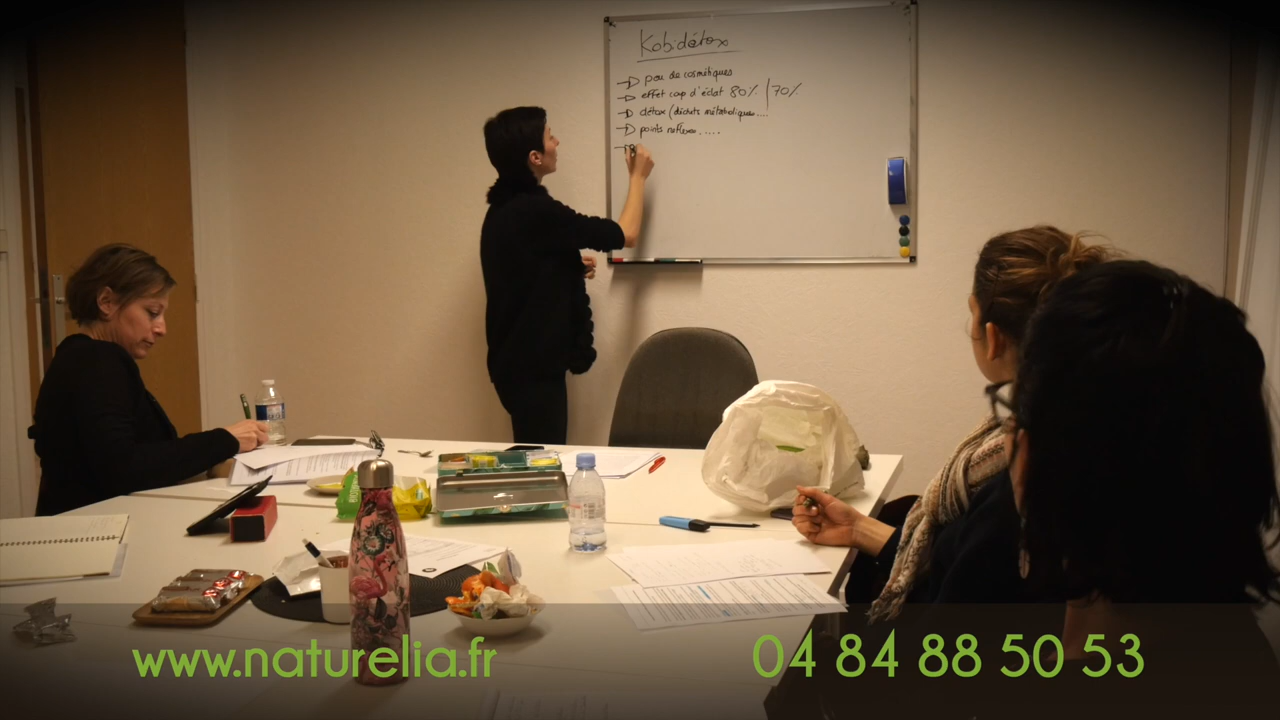 Kobidétox
peu de cosmétiques
effet coup d'éclat 80% / 70%
détox (déchets métaboliques....
points reflexe.....
www.naturelia.fr
04 84 88 50 53